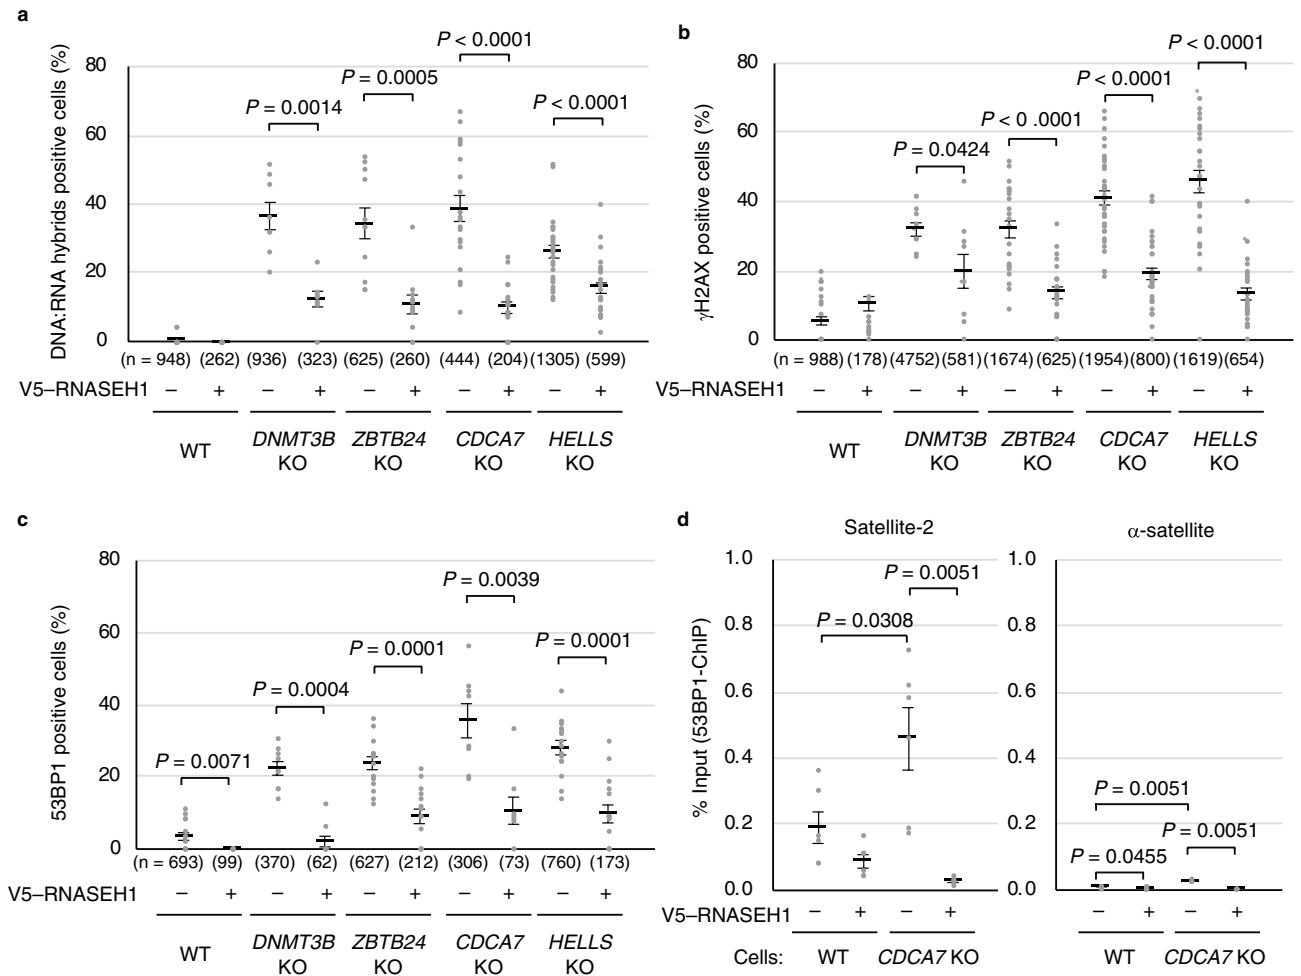 a
DNA:RNA hybrids positive cells (%)
80
60
40
20
0
P = 0.0014
P = 0.0005
P < 0.0001
P < 0.0001
(n = 948) (262) (936) (323) (625) (260) (444) (204) (1305) (599)
V5–RNASEH1 – + – + – + – + – +
WT DNMT3B KO ZBTB24 KO CDCA7 KO HELLS KO
b
γH2AX positive cells (%)
80
60
40
20
0
P = 0.0424
P < 0 .0001
P < 0.0001
P < 0.0001
(n = 988) (178) (4752) (581) (1674) (625) (1954) (800) (1619) (654)
V5–RNASEH1 – + – + – + – + – +
WT DNMT3B KO ZBTB24 KO CDCA7 KO HELLS KO
c
53BP1 positive cells (%)
80
60
40
20
0
P = 0.0071
P = 0.0004
P = 0.0001
P = 0.0039
P = 0.0001
(n = 693) (99) (370) (62) (627) (212) (306) (73) (760) (173)
V5–RNASEH1 – + – + – + – + – +
WT DNMT3B KO ZBTB24 KO CDCA7 KO HELLS KO
d
% Input (53BP1-ChIP)
Satellite-2
1.0
0.8
0.6
0.4
0.2
0.0
P = 0.0308
P = 0.0051
α-satellite
1.0
0.8
0.6
0.4
0.2
0.0
P = 0.0051
P = 0.0455
P = 0.0051
V5–RNASEH1 – + – + – + – +
Cells: WT CDCA7 KO WT CDCA7 KO